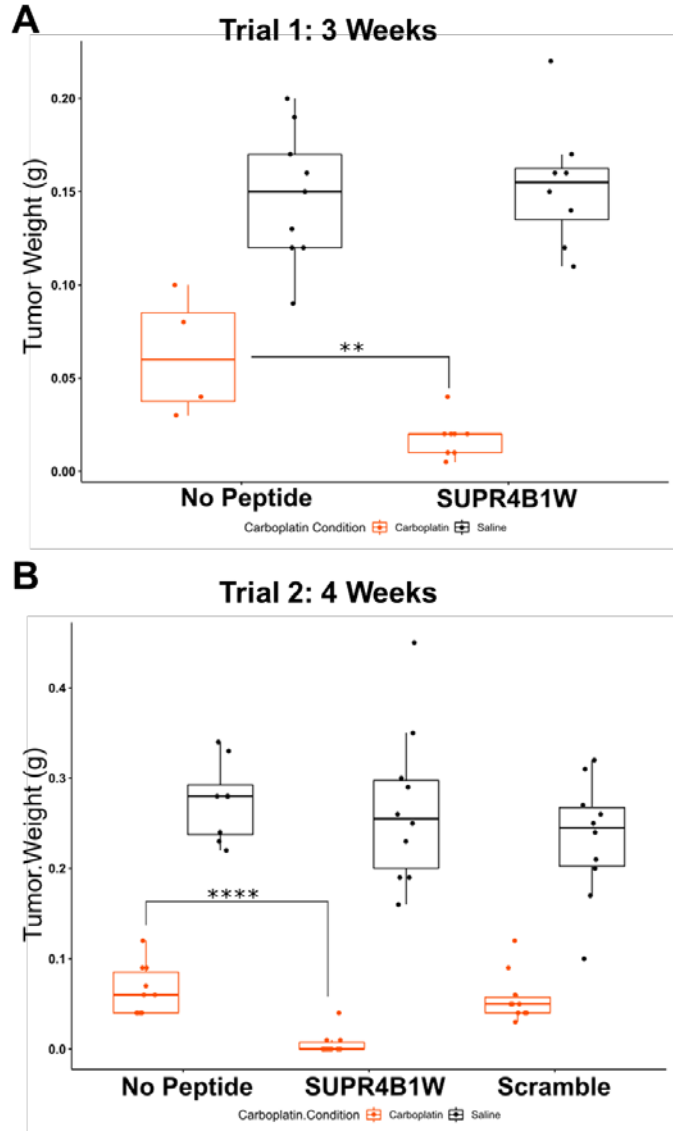 A
Trial 1: 3 Weeks
Tumor Weight (g)
0.20
0.15
0.10
0.05
0.00
**
No Peptide SUPR4B1W
Carboplatin Condition Carboplatin Saline
B
Trial 2: 4 Weeks
Tumor.Weight (g)
0.4
0.3
0.2
0.1
0.0
****
No Peptide SUPR4B1W Scramble
Carboplatin.Condition Carboplatin Saline